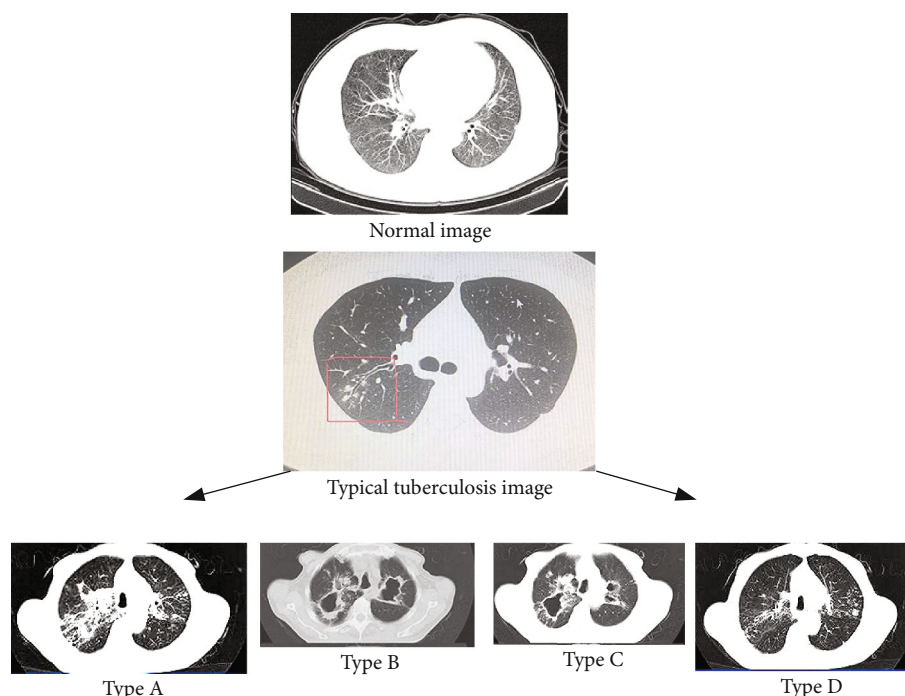 Normal image
Typical tuberculosis image
Type A
Type B
Type C
Type D